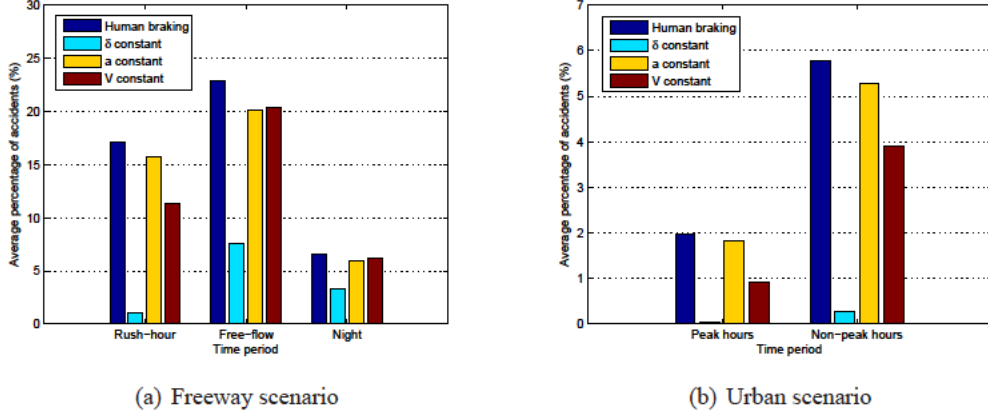 30
25
20
15
10
5
0
Average percentage of accidents (%)
Human braking
δ constant
a constant
V constant
Rush−hour
Free−flow
Night
Time period
(a) Freeway scenario
7
6
5
4
3
2
1
0
Average percentage of accidents (%)
Human braking
δ constant
a constant
V constant
Peak hours
Non−peak hours
Time period
(b) Urban scenario